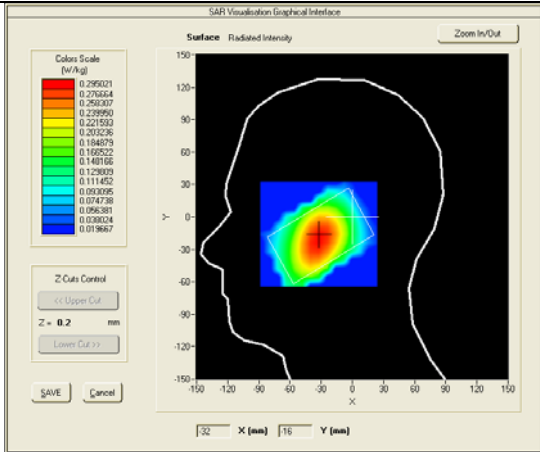 SAR Visualisation Graphical Interface
Surface Radiated Intensity
Zoom In/Out
Colors Scale
(W/kg)
0.295021
0.276664
0.258307
0.239950
0.221593
0.203236
0.184879
0.166522
0.148166
0.129809
0.111452
0.093095
0.074738
0.056381
0.038024
0.019667
Z Cuts Control
<< Upper Cut
Z = 0.2 mm
Lower Cut >>
SAVE Cancel
150
120
90
60
30
0
-30
-60
-90
-120
-150
Y
-150 -120 -90 -60 -30 0 30 60 90 120 150
X
-32 X (mm) -16 Y (mm)